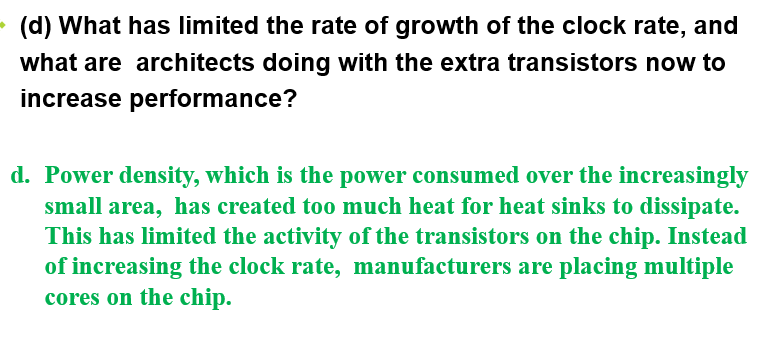 (d) What has limited the rate of growth of the clock rate, and
what are architects doing with the extra transistors now to
increase performance?
d. Power density, which is the power consumed over the increasingly
small area, has created too much heat for heat sinks to dissipate.
This has limited the activity of the transistors on the chip. Instead
of increasing the clock rate, manufacturers are placing multiple
cores on the chip.